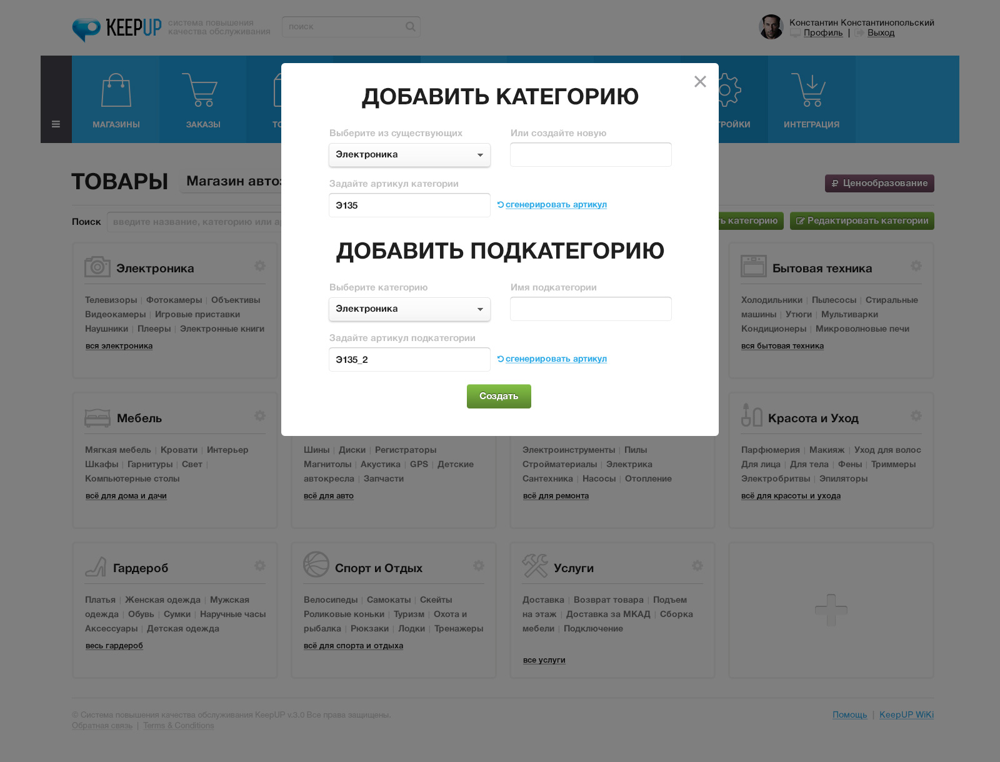 KEEPUP
система повышения
качества обслуживания
поиск
Константин Константинопольский
Профиль | Выход
МАГАЗИНЫ
ЗАКАЗЫ
ИНТЕГРАЦИЯ
ТОВАРЫ
Магазин
Ценообразование
Поиск
введите название, категорию или
категорию
Редактировать категории
ДОБАВИТЬ КАТЕГОРИЮ
Выберите из существующих
Или создайте новую
Электроника
Задайте артикул категории
Э135
сгенерировать артикул
ДОБАВИТЬ ПОДКАТЕГОРИЮ
Выберите категорию
Имя подкатегории
Электроника
Задайте артикул подкатегории
Э135_2
сгенерировать артикул
Создать
Электроника
Телевизоры | Фотокамеры | Объективы
Видеокамеры | Игровые приставки
Наушники | Плееры | Электронные книги
вся электроника
Бытовая техника
Холодильники | Пылесосы | Стиральные
машины | Утюги | Мультиварки
Кондиционеры | Микроволновые печи
вся бытовая техника
Мебель
Мягкая мебель | Кровати | Интерьер
Шкафы | Гарнитуры | Свет |
Компьютерные столы
всё для дома и дачи
Шины | Диски | Регистраторы
Магнитолы | Акустика | GPS | Детские
автокресла | Запчасти
всё для авто
Электроинструменты | Пилы
Стройматериалы | Электрика
Сантехника | Насосы | Отопление
всё для ремонта
Красота и Уход
Парфюмерия | Макияж | Уход для волос
Для лица | Для тела | Фены | Триммеры
Электробритвы | Эпиляторы
всё для красоты и ухода
Гардероб
Платья | Женская одежда | Мужская
одежда | Обувь | Сумки | Наручные часы
Аксессуары | Детская одежда
весь гардероб
Спорт и Отдых
Велосипеды | Самокаты | Скейты
Роликовые коньки | Туризм | Охота и
рыбалка | Рюкзаки | Лодки | Тренажеры
всё для спорта и отдыха
Услуги
Доставка | Возврат товара | Подъем
на этаж | Доставка за МКАД | Сборка
мебели | Подключение
все услуги
© Система повышения качества обслуживания KeepUP v.3.0 Все права защищены.
Обратная связь | Terms & Conditions
Помощь | KeepUP WiKi